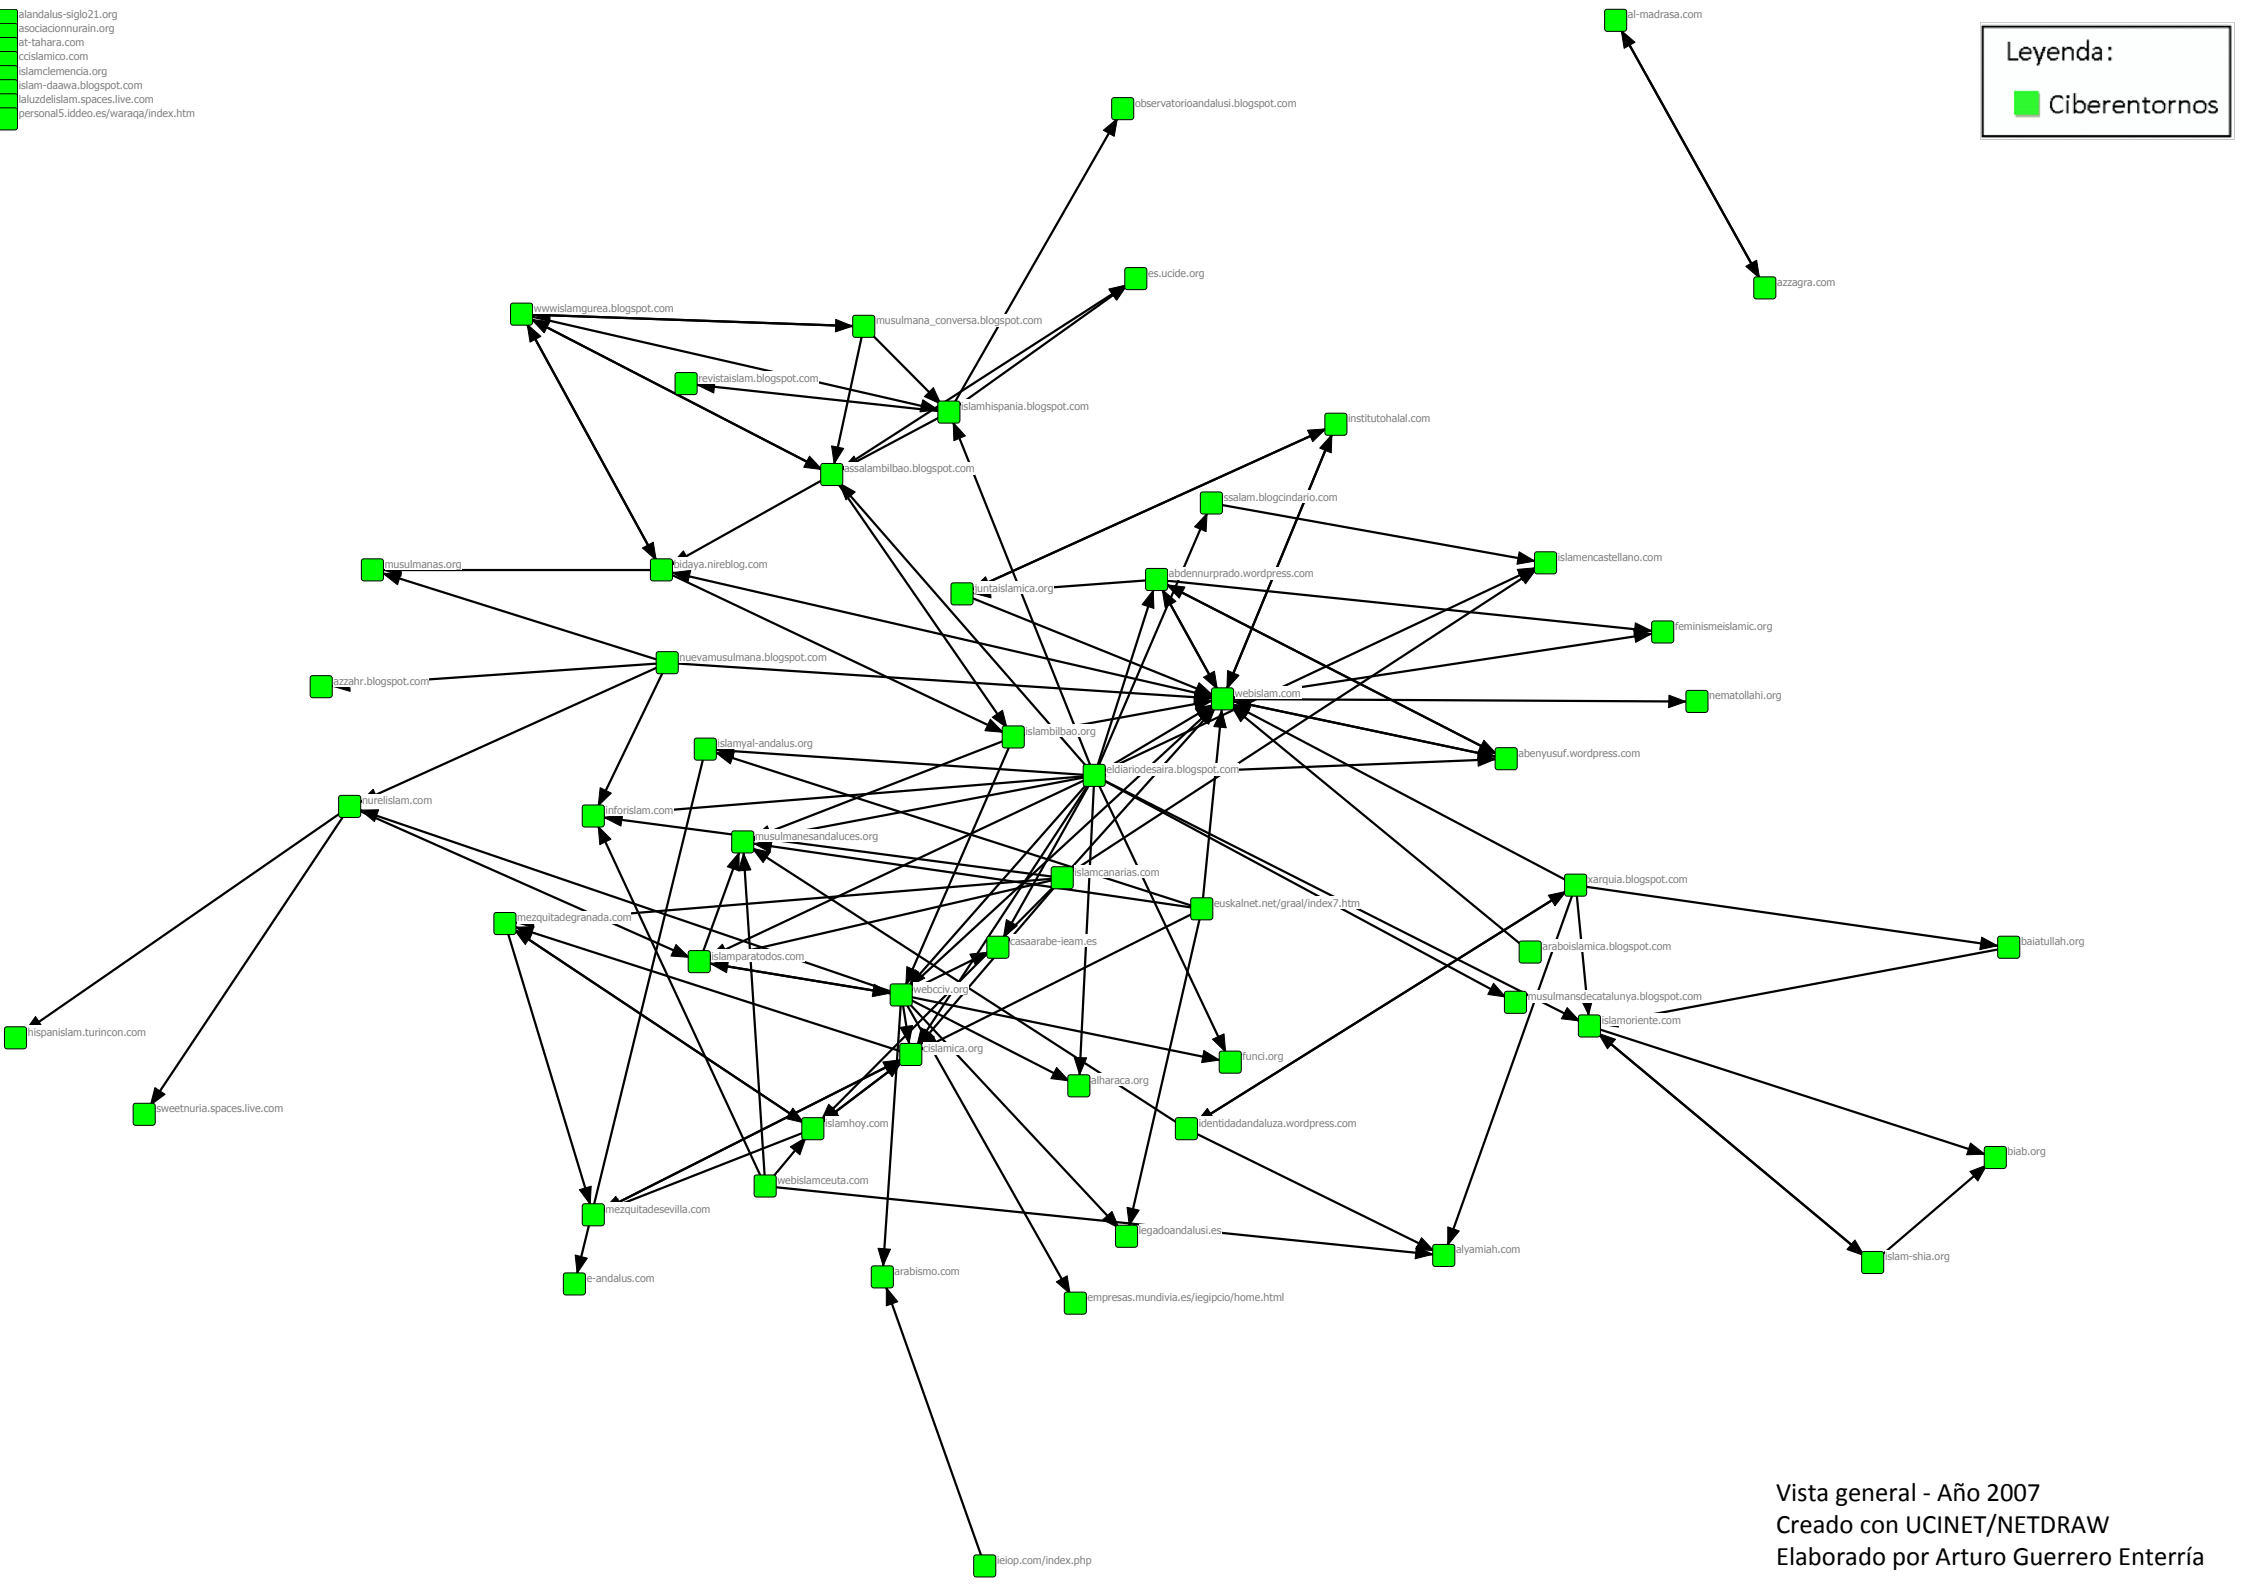 alandalus-siglo21.org
asociacionnurain.org
at-tahara.com
ccislamico.com
islamclemencia.org
islam-daawa.blogspot.com
laluzdelislam.spaces.live.com
personal5.iddeo.es/waraqa/index.htm
al-madrasa.com
Leyenda:
Ciberentornos
observatorioandalusi.blogspot.com
es.ucide.org
azzagra.com
wwwislamgurea.blogspot.com
musulmana_conversa.blogspot.com
revistaislam.blogspot.com
islamhispania.blogspot.com
institutohalal.com
assalambilbao.blogspot.com
ssalam.blogcindario.com
islamencastellano.com
musulmanas.org
bidaya.nireblog.com
abdennurprado.wordpress.com
juntaislamica.org
feminismeislamic.org
nuevamusulmana.blogspot.com
azzahr.blogspot.com
webislam.com
nematollahi.org
islambilbao.org
islamyal-andalus.org
abenyusuf.wordpress.com
eldiariodesaira.blogspot.com
nurelislam.com
inforislam.com
musulmanesandaluces.org
islamcanarias.com
xarquia.blogspot.com
euskalnet.net/graal/index7.htm
mezquitadegranada.com
casaarabe-ieam.es
araboislamica.blogspot.com
baiatullah.org
islamparatodos.com
webcciv.org
musulmansdecatalunya.blogspot.com
islamoriente.com
hispanislam.turincon.com
cislamica.org
funci.org
alharaca.org
sweetnuria.spaces.live.com
islamhoy.com
identidadandaluza.wordpress.com
biab.org
webislamceuta.com
mezquitadesevilla.com
legadoandalusi.es
alyamiah.com
islam-shia.org
e-andalus.com
arabismo.com
empresas.mundivia.es/iegipcio/home.html
Vista general - Año 2007
Creado con UCINET/NETDRAW
Elaborado por Arturo Guerrero Enterría
ieiop.com/index.php